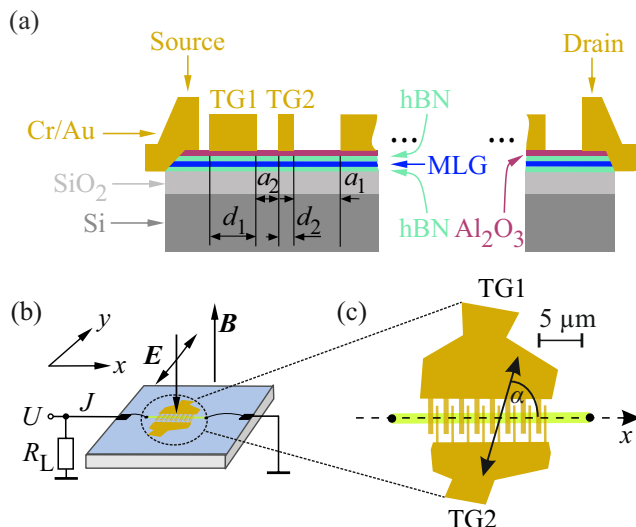 (a)
Source
Drain
TG1 TG2
hBN
Cr/Au
... ...
MLG
SiO₂
a₂ a₁
Si
d₁ d₂
hBN Al₂O₃
(b)
(c)
TG1
y
E
B
5 µm
x
U
J
α
R_L
x
TG2